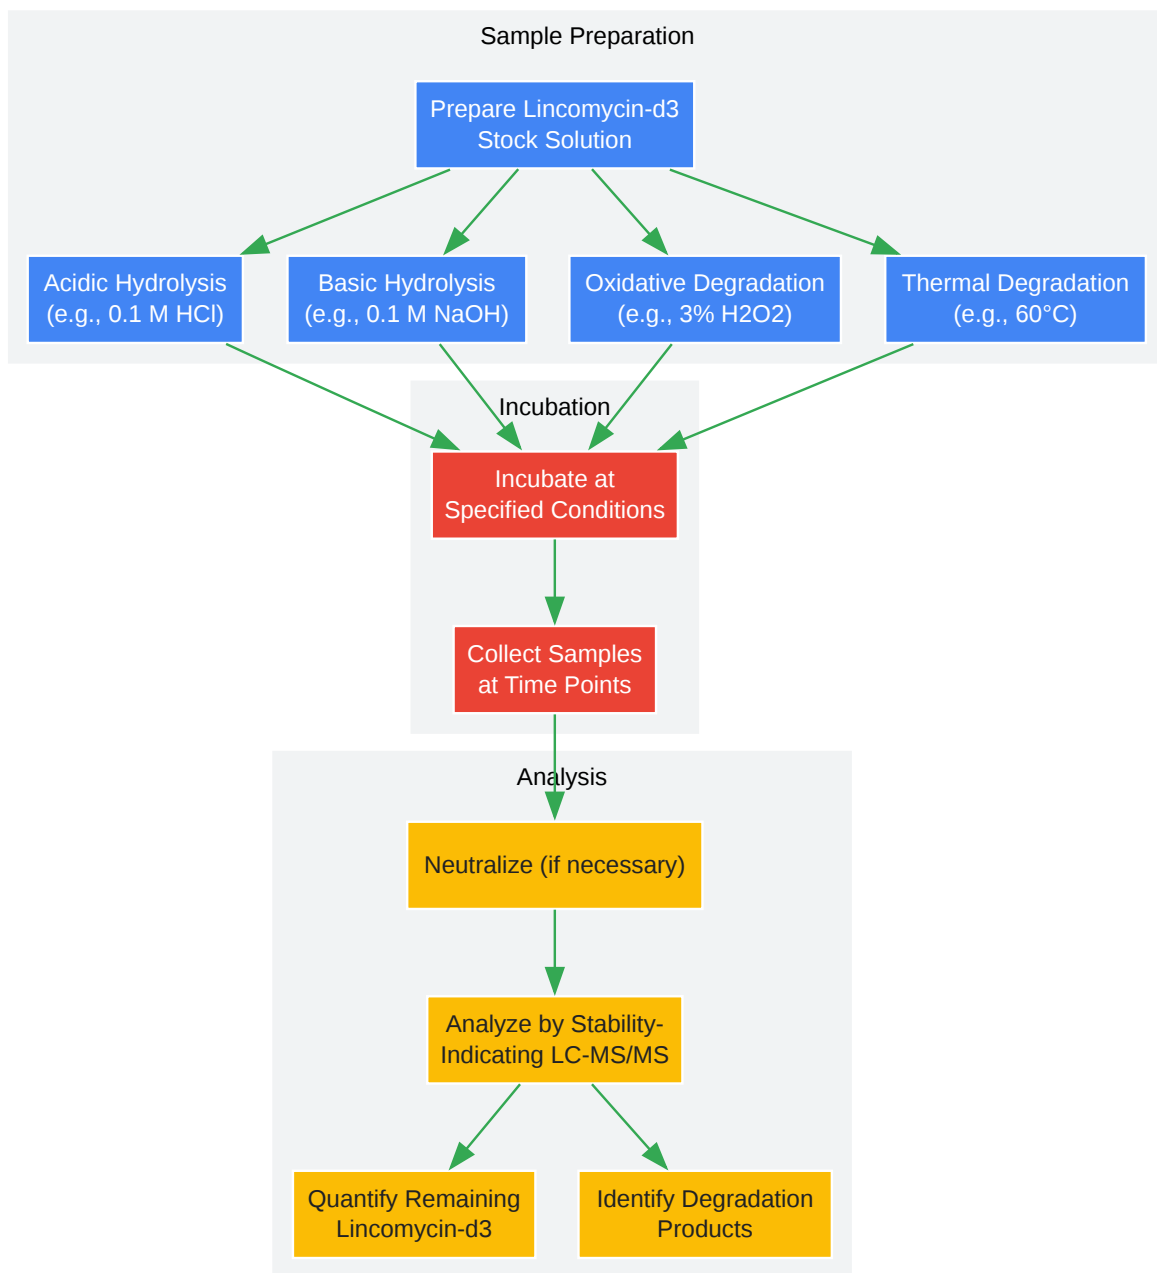 Sample Preparation
Prepare Lincomycin-d3
Stock Solution
Acidic Hydrolysis
(e.g., 0.1 M HCl)
Basic Hydrolysis
(e.g., 0.1 M NaOH)
Oxidative Degradation
(e.g., 3% H2O2)
Thermal Degradation
(e.g., 60°C)
Incubation
Incubate at
Specified Conditions
Collect Samples
at Time Points
Analysis
Neutralize (if necessary)
Analyze by Stability-
Indicating LC-MS/MS
Quantify Remaining
Lincomycin-d3
Identify Degradation
Products